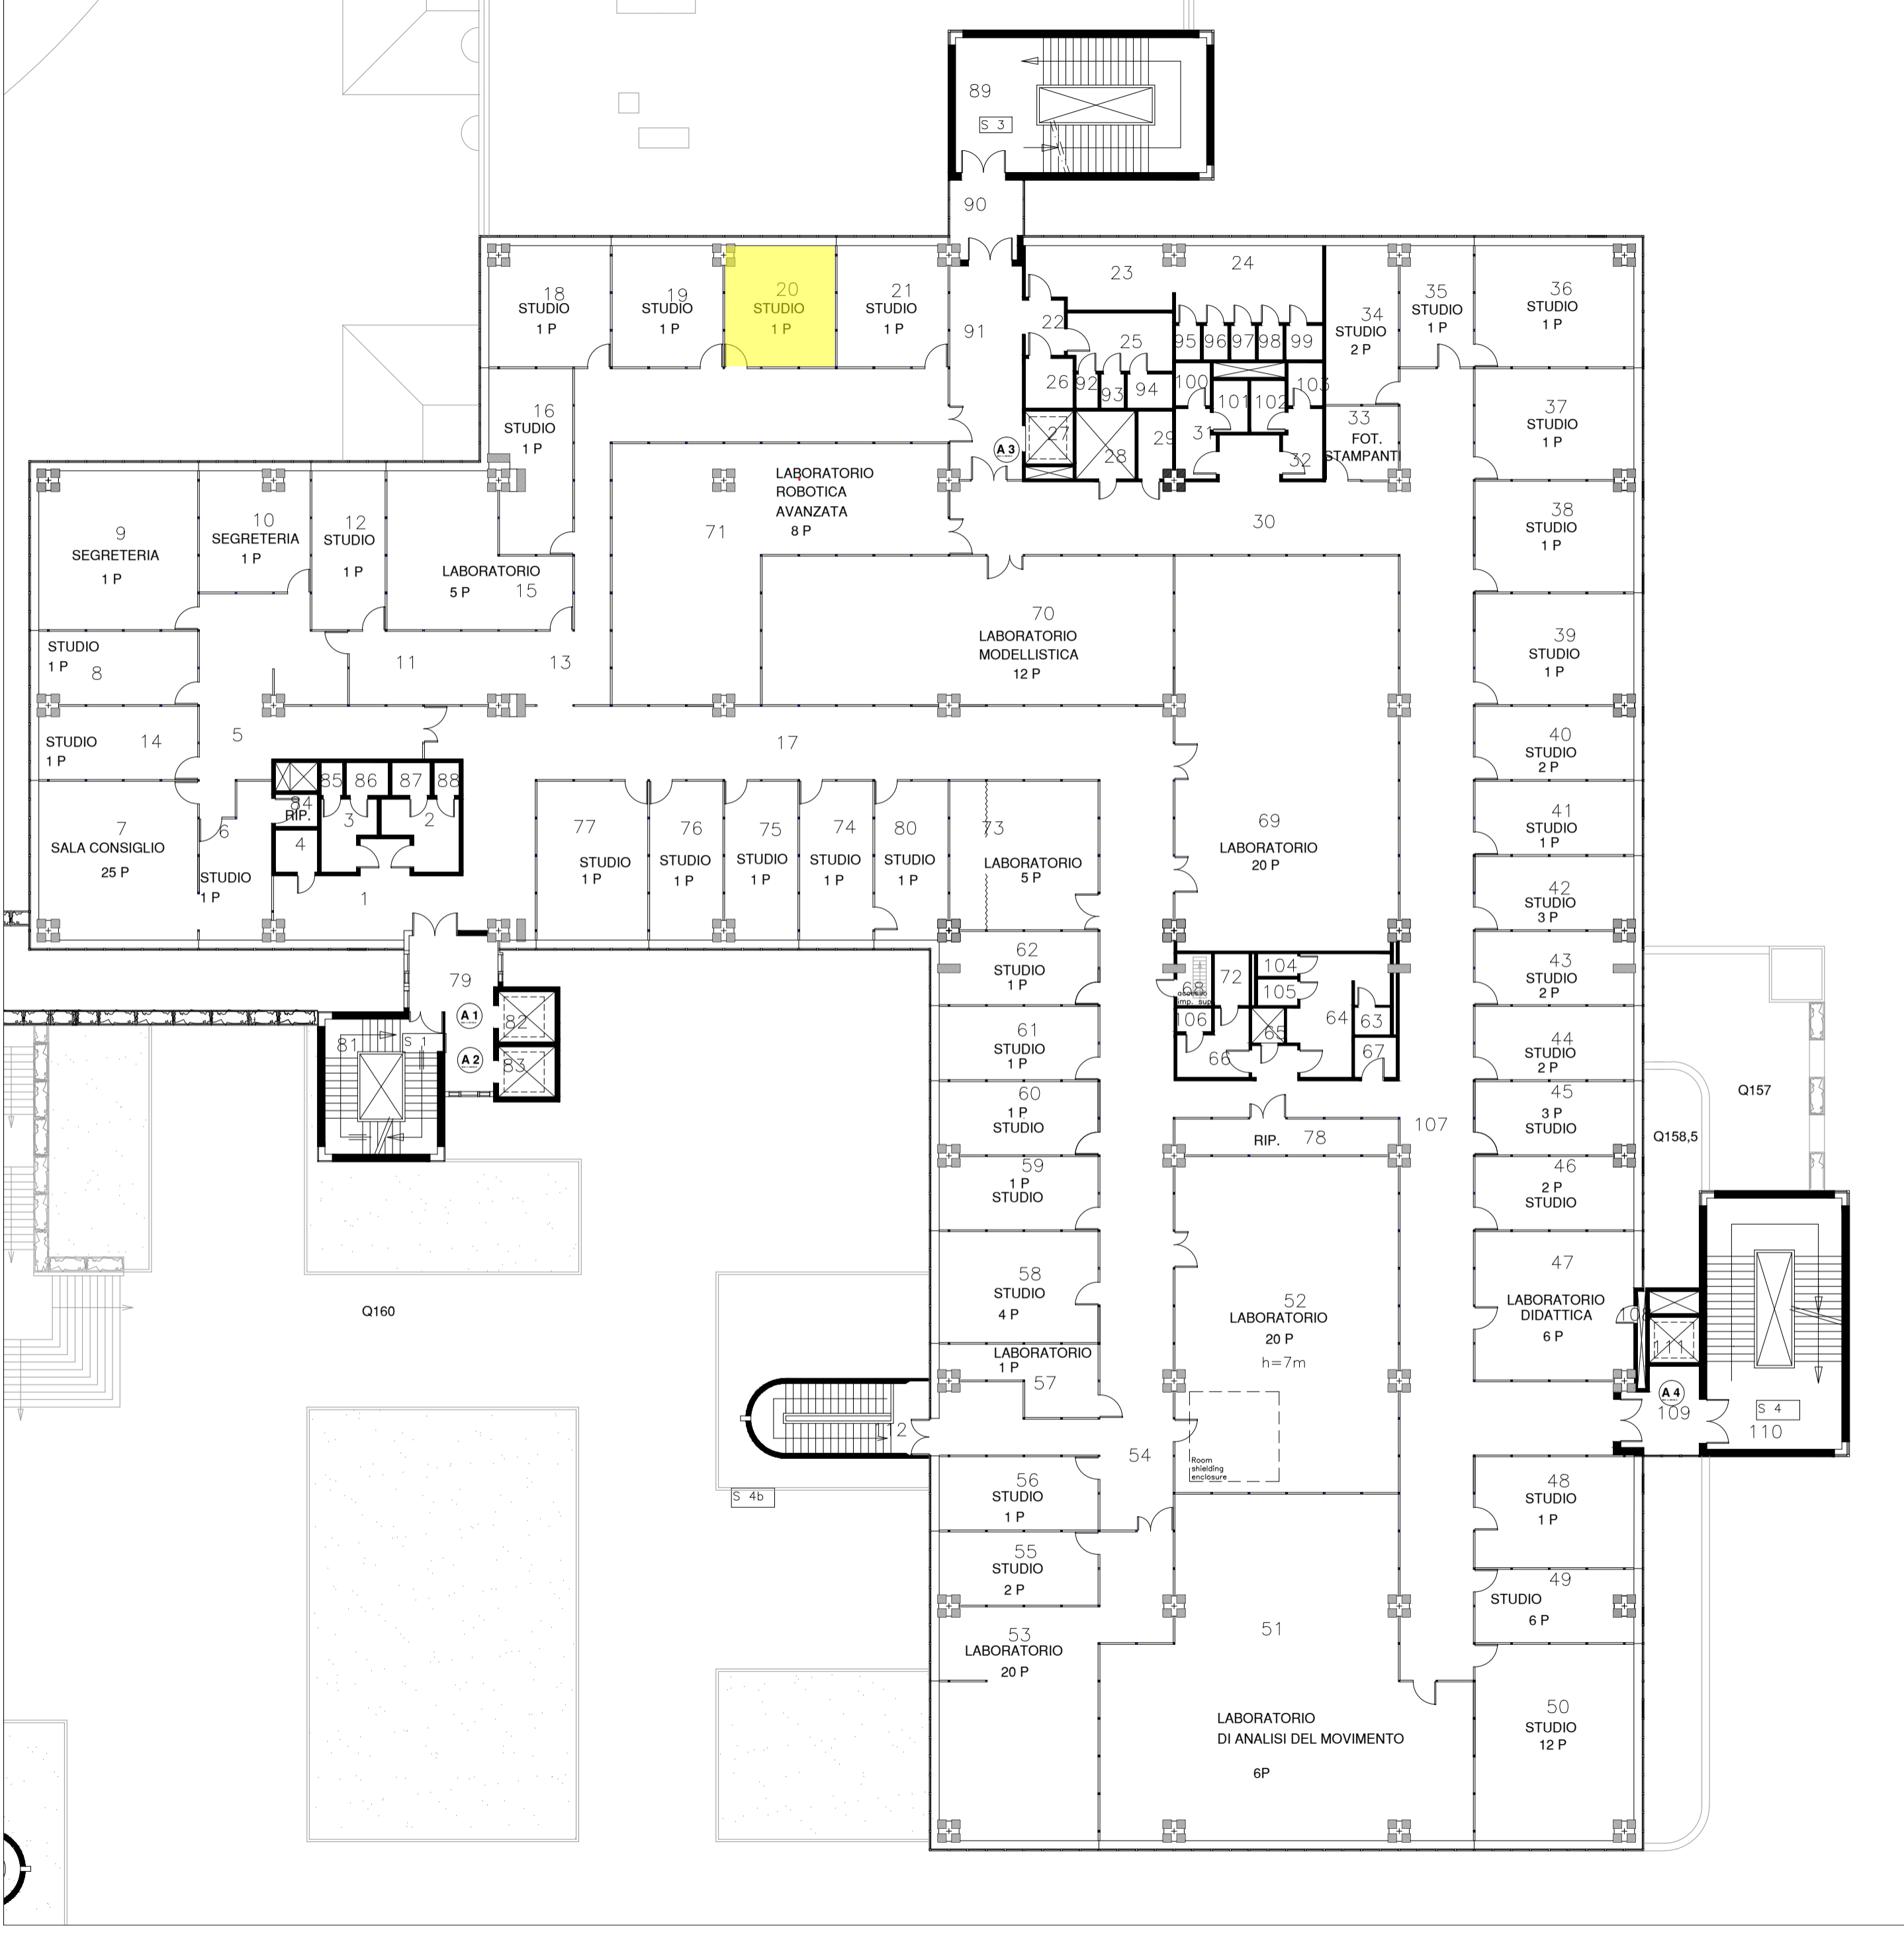 89
S 3
90
18
STUDIO
1 P
19
STUDIO
1 P
20
STUDIO
1 P
21
STUDIO
1 P
91
22
23
24
25
26
92
93
94
95
96
97
98
99
100
101
102
103
27
28
29
31
32
A 3
34
STUDIO
2 P
33
FOT.
STAMPANTI
35
STUDIO
1 P
36
STUDIO
1 P
37
STUDIO
1 P
38
STUDIO
1 P
39
STUDIO
1 P
40
STUDIO
2 P
41
STUDIO
1 P
42
STUDIO
3 P
43
STUDIO
2 P
44
STUDIO
2 P
45
3 P
STUDIO
46
2 P
STUDIO
47
LABORATORIO
DIDATTICA
6 P
16
STUDIO
1 P
9
SEGRETERIA
1 P
10
SEGRETERIA
1 P
12
STUDIO
1 P
LABORATORIO
5 P
15
STUDIO
1 P
8
11
13
STUDIO
14
1 P
5
7
SALA CONSIGLIO
25 P
6
STUDIO
1 P
84
RIP.
4
85
86
87
88
3
2
1
LABORATORIO
ROBOTICA
AVANZATA
8 P
71
30
70
LABORATORIO
MODELLISTICA
12 P
17
69
LABORATORIO
20 P
77
STUDIO
1 P
76
STUDIO
1 P
75
STUDIO
1 P
74
STUDIO
1 P
80
STUDIO
1 P
73
LABORATORIO
5 P
79
A 1
A 2
82
83
81
S 1
62
STUDIO
1 P
61
STUDIO
1 P
60
1 P
STUDIO
59
1 P
STUDIO
58
STUDIO
4 P
LABORATORIO
1 P
57
68
imp. sup.
72
104
105
106
65
66
64
63
67
RIP.
78
107
52
LABORATORIO
20 P
h=7m
Room
shielding
enclosure
54
Q160
Q157
Q158,5
111
A 4
109
S 4
110
S 4b
56
STUDIO
1 P
55
STUDIO
2 P
53
LABORATORIO
20 P
51
LABORATORIO
DI ANALISI DEL MOVIMENTO
6P
48
STUDIO
1 P
49
STUDIO
6 P
50
STUDIO
12 P